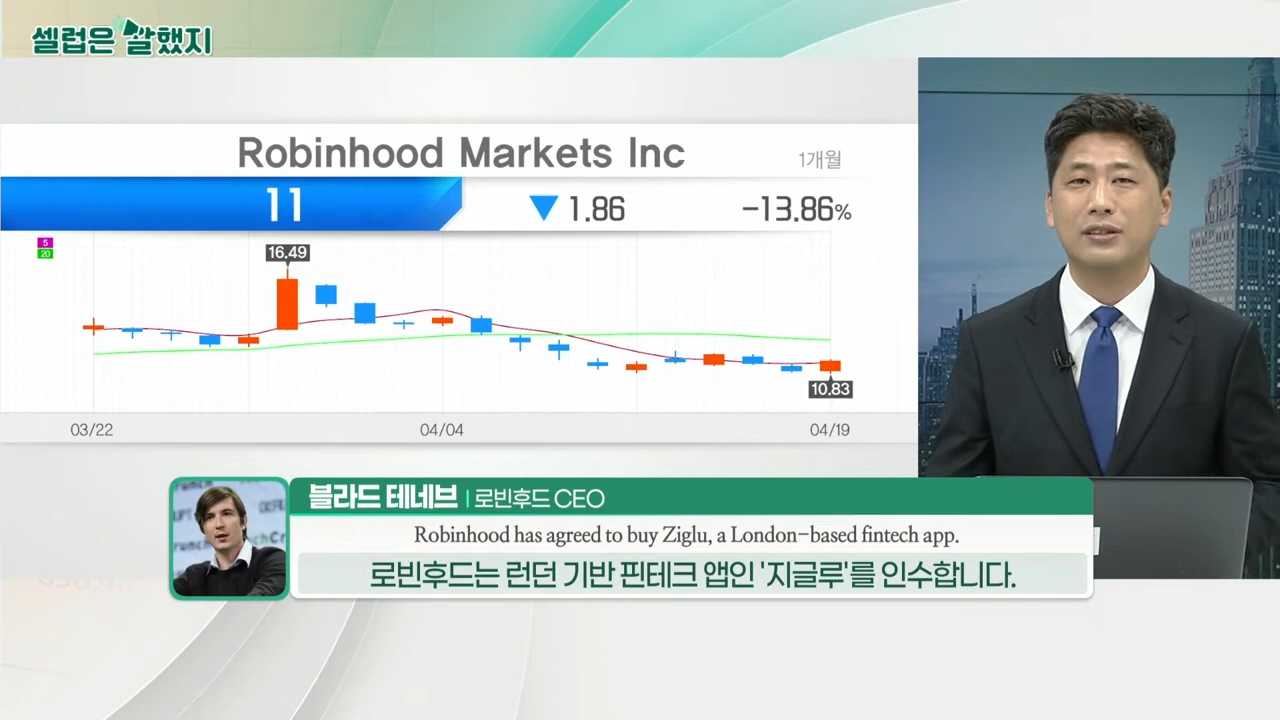 셀럽은 말했지
Robinhood Markets Inc
1개월
11
▼ 1.86
-13.86%
5
20
16.49
10.83
03/22
04/04
04/19
블라드 테네브 | 로빈후드 CEO
Robinhood has agreed to buy Ziglu, a London-based fintech app.
로빈후드는 런던 기반 핀테크 앱인 '지글루'를 인수합니다.